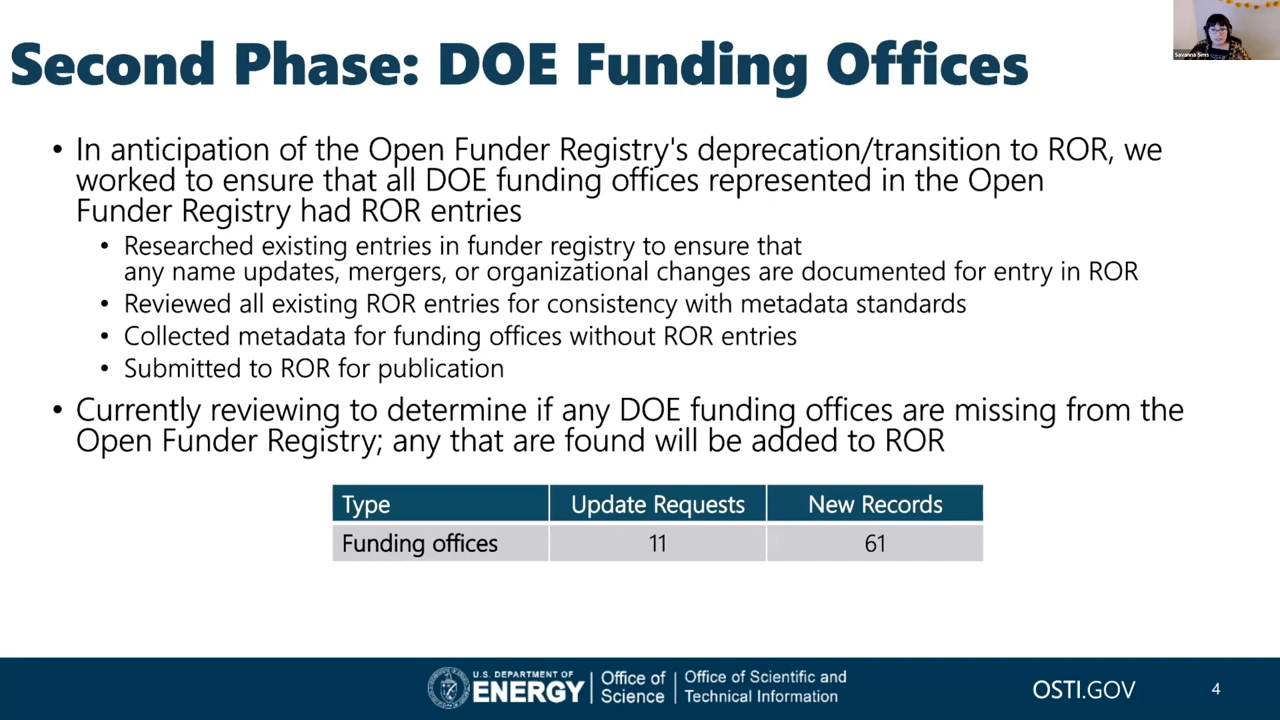 Second Phase: DOE Funding Offices
• In anticipation of the Open Funder Registry's deprecation/transition to ROR, we
worked to ensure that all DOE funding offices represented in the Open
Funder Registry had ROR entries
• Researched existing entries in funder registry to ensure that
any name updates, mergers, or organizational changes are documented for entry in ROR
• Reviewed all existing ROR entries for consistency with metadata standards
• Collected metadata for funding offices without ROR entries
• Submitted to ROR for publication
• Currently reviewing to determine if any DOE funding offices are missing from the
Open Funder Registry; any that are found will be added to ROR
Type Update Requests New Records
Funding offices 11 61
U.S. DEPARTMENT OF
ENERGY
Office of
Science
Office of Scientific and
Technical Information
OSTI.GOV
4